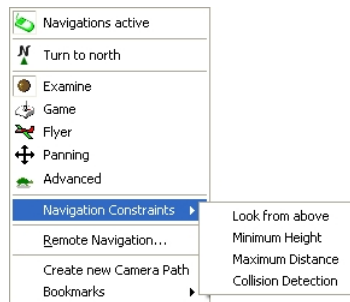 Navigations active
Turn to north
Examine
Game
Flyer
Panning
Advanced
Navigation Constraints
Look from above
Minimum Height
Maximum Distance
Collision Detection
Remote Navigation...
Create new Camera Path
Bookmarks